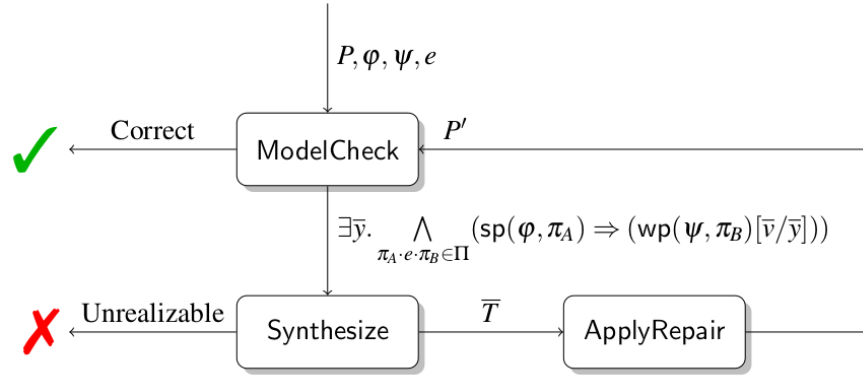 P, φ, ψ, e
Correct
ModelCheck
P′
∃y̅. ⋀ (sp(φ, π_A) ⇒ (wp(ψ, π_B)[v̅/y̅]))
π_A·e·π_B∈Π
Unrealizable
Synthesize
T̅
ApplyRepair